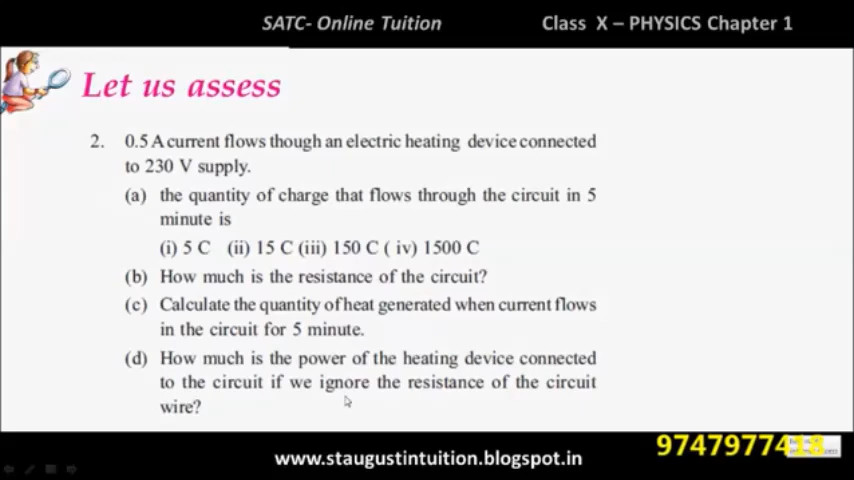 SATC- Online Tuition Class X – PHYSICS Chapter 1
Let us assess
2. 0.5 A current flows though an electric heating device connected
to 230 V supply.
(a) the quantity of charge that flows through the circuit in 5
minute is
(i) 5 C (ii) 15 C (iii) 150 C ( iv) 1500 C
(b) How much is the resistance of the circuit?
(c) Calculate the quantity of heat generated when current flows
in the circuit for 5 minute.
(d) How much is the power of the heating device connected
to the circuit if we ignore the resistance of the circuit
wire?
9747977418
www.staugustintuition.blogspot.in